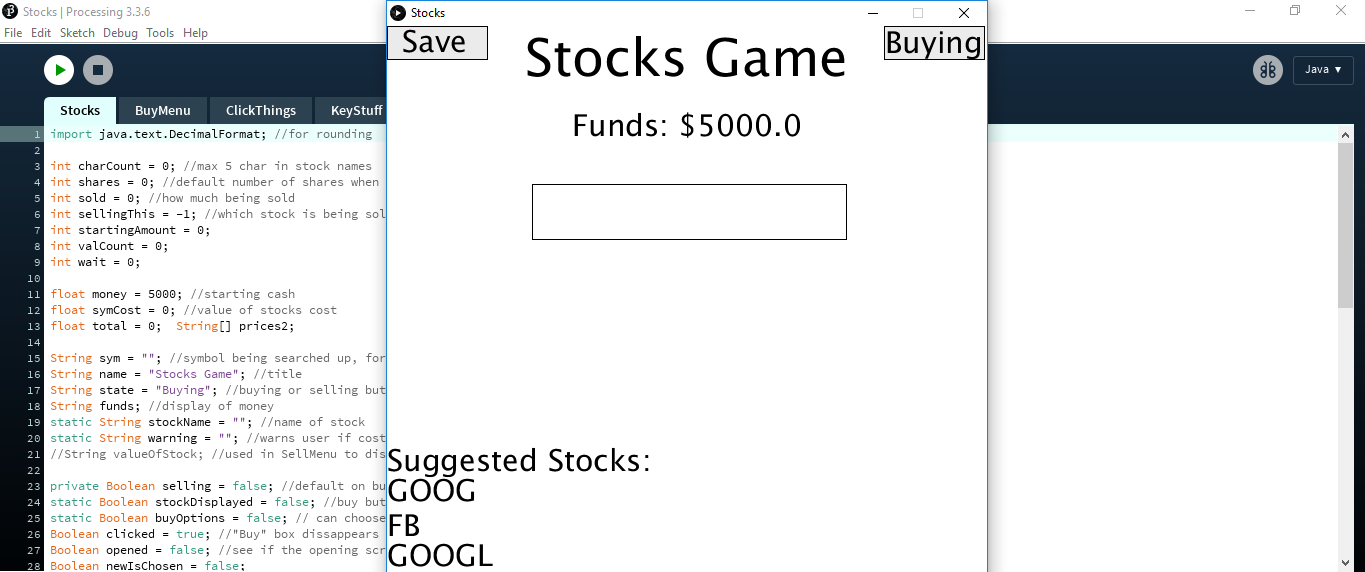 Stocks | Processing 3.3.6
File Edit Sketch Debug Tools Help
Java ▼
Stocks BuyMenu ClickThings KeyStuff
1 import java.text.DecimalFormat; //for rounding
2
3 int charCount = 0; //max 5 char in stock names
4 int shares = 0; //default number of shares when
5 int sold = 0; //how much being sold
6 int sellingThis = -1; //which stock is being sol
7 int startingAmount = 0;
8 int valCount = 0;
9 int wait = 0;
10
11 float money = 5000; //starting cash
12 float symCost = 0; //value of stocks cost
13 float total = 0;  String[] prices2;
14
15 String sym = ""; //symbol being searched up, for
16 String name = "Stocks Game"; //title
17 String state = "Buying"; //buying or selling but
18 String funds; //display of money
19 static String stockName = ""; //name of stock
20 static String warning = ""; //warns user if cost
21 //String valueOfStock; //used in SellMenu to dis
22
23 private Boolean selling = false; //default on bu
24 static Boolean stockDisplayed = false; //buy but
25 static Boolean buyOptions = false; // can choose
26 Boolean clicked = true; //"Buy" box dissappears
27 Boolean opened = false; //see if the opening scr
28 Boolean newIsChosen = false;
Stocks
Save
Stocks Game
Buying
Funds: $5000.0
Suggested Stocks:
GOOG
FB
GOOGL